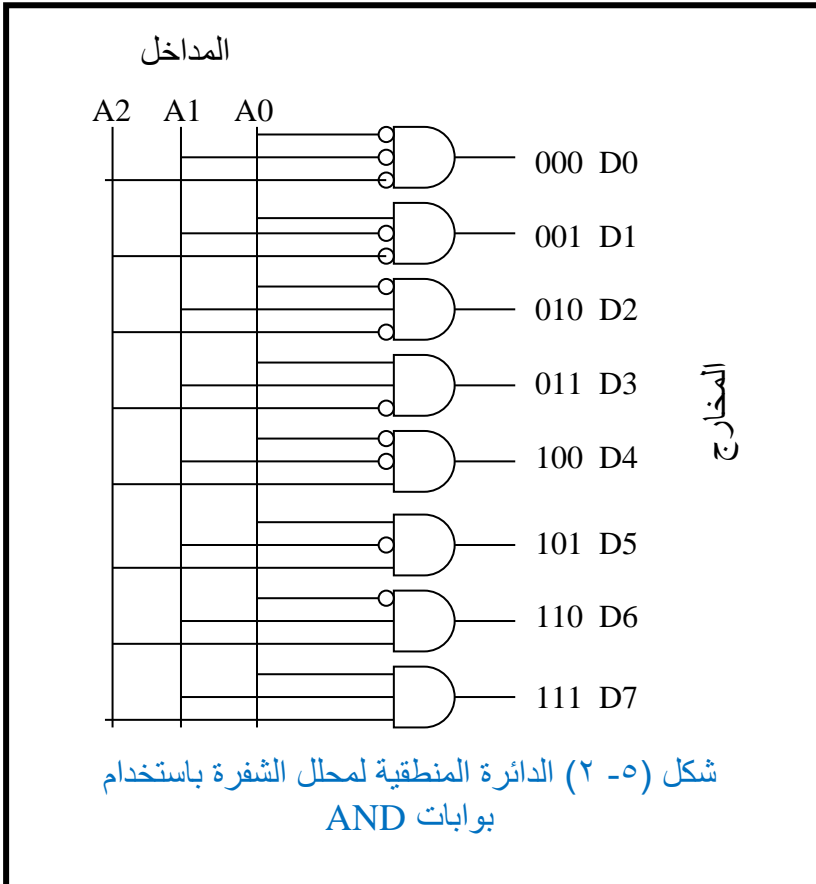 المداخل
A2 A1 A0
000 D0
001 D1
010 D2
011 D3
100 D4
101 D5
110 D6
111 D7
المخارج
شكل (٥- ٢) الدائرة المنطقية لمحلل الشفرة باستخدام
بوابات AND